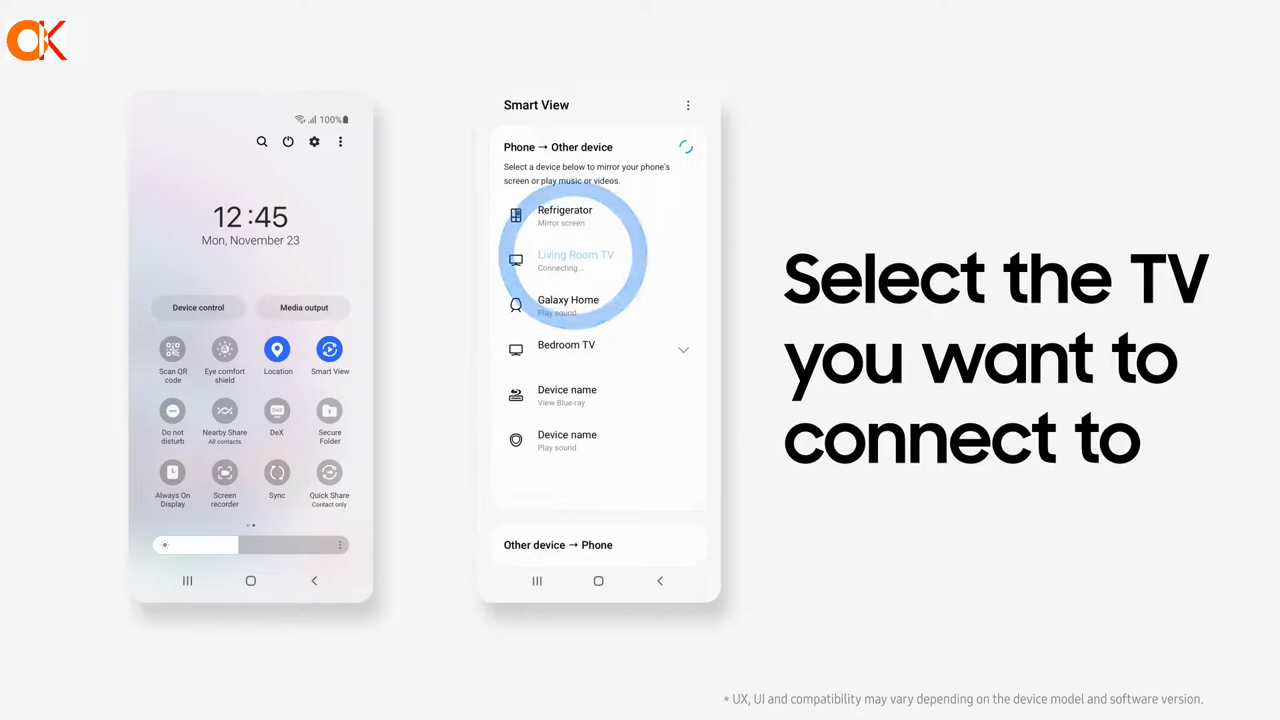 OK
100%
12:45
Mon, November 23
Device control
Media output
Scan QR
code
Eye comfort
shield
Location
Smart View
Do not
disturb
Nearby Share
All contacts
DeX
DeX
Secure
Folder
Always On
Display
Screen
recorder
Sync
Quick Share
Contact only
Smart View
Phone → Other device
Select a device below to mirror your phone's
screen or play music or videos.
Refrigerator
Mirror screen
Living Room TV
Connecting...
Galaxy Home
Play sound
Bedroom TV
Device name
View Blue-ray
Device name
Play sound
Other device → Phone
Select the TV
you want to
connect to
* UX, UI and compatibility may vary depending on the device model and software version.